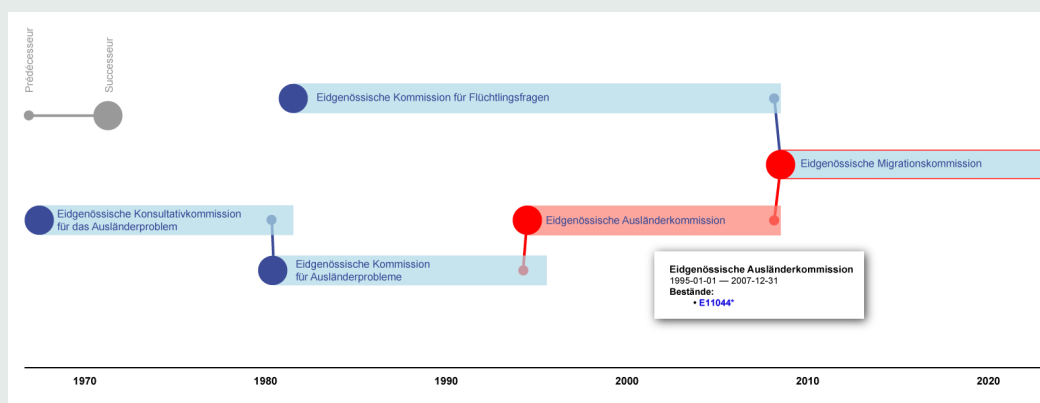 Prédécesseur
Successeur
Eidgenössische Kommission für Flüchtlingsfragen
Eidgenössische Migrationskommission
Eidgenössische Konsultativkommission
für das Ausländerproblem
Eidgenössische Ausländerkommission
Eidgenössische Kommission
für Ausländerprobleme
Eidgenössische Ausländerkommission
1995-01-01 — 2007-12-31
Bestände:
• E11044*
1970 1980 1990 2000 2010 2020